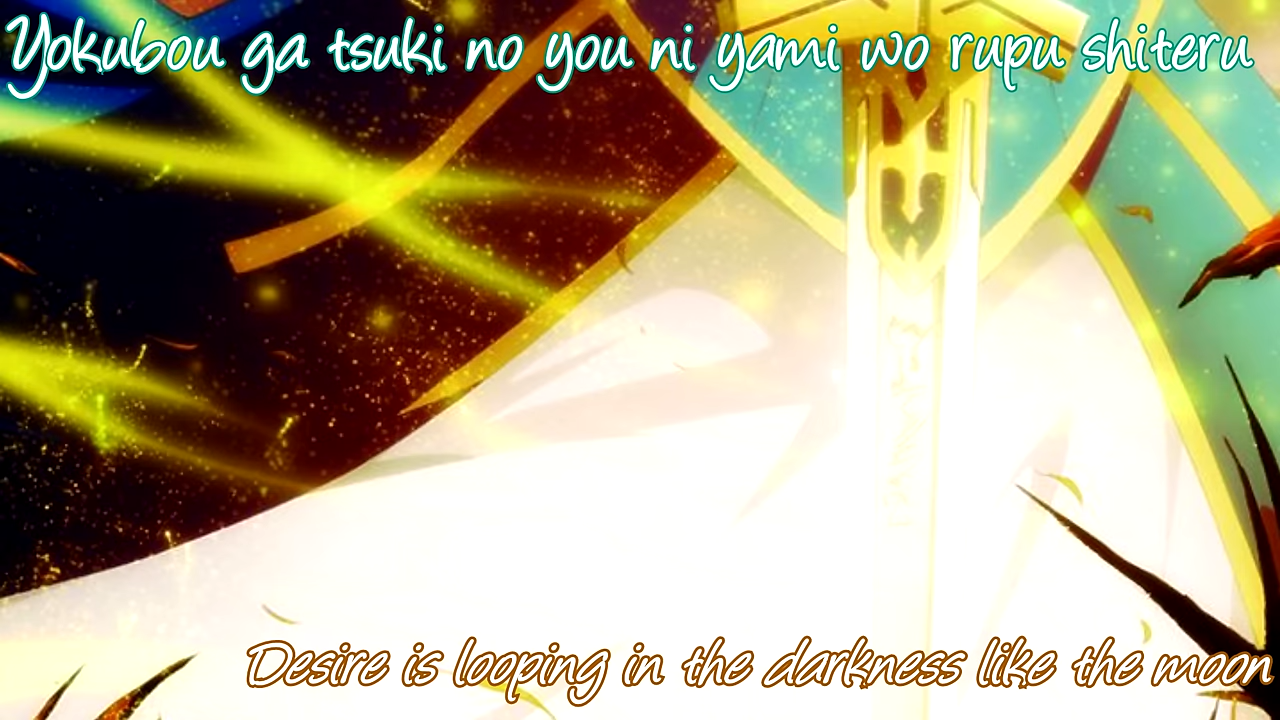 Yokubou ga tsuki no you ni yami wo rupu shiteru
Desire is looping in the darkness like the moon